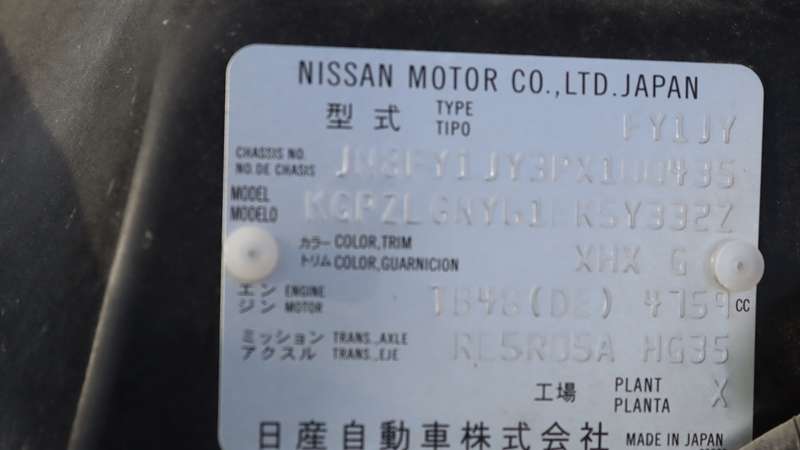 NISSAN MOTOR CO.,LTD.JAPAN
型式 TYPE TIPO FY1JY
CHASSIS NO. NO.DE CHASIS
MODEL MODELO
カラー COLOR,TRIM
トリム COLOR,GUARNICION XHX G
エンジン ENGINE MOTOR TB48(DE) 4759 CC
ミッション TRANS.,AXLE
アクスル TRANS.,EJE RE5R05A HG35
工場 PLANT PLANTA X
日産自動車株式会社 MADE IN JAPAN